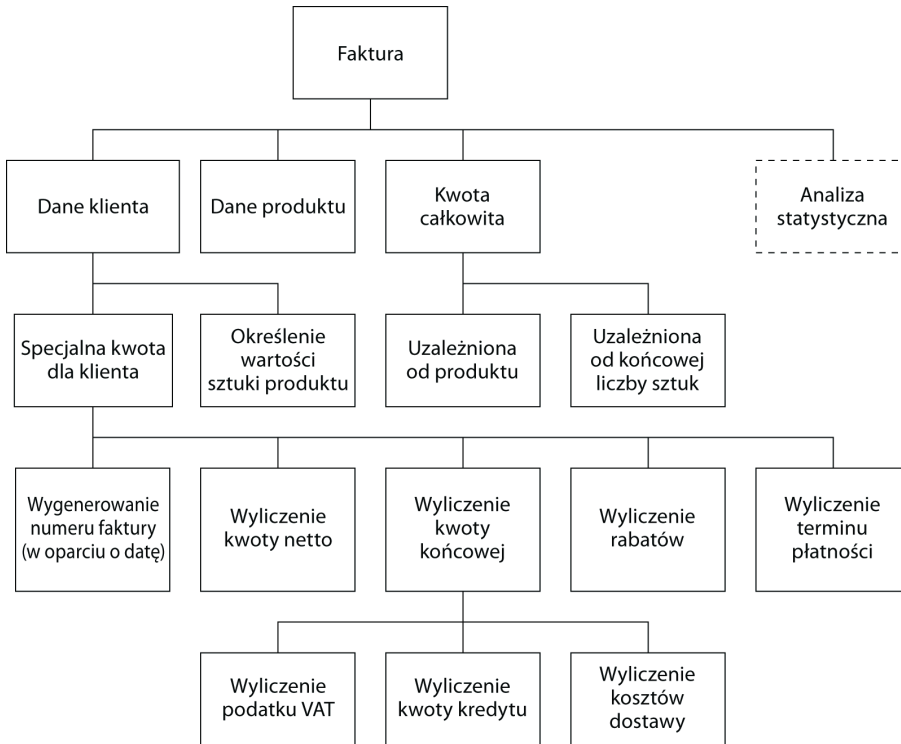 Faktura
Dane klienta
Dane produktu
Kwota
całkowita
Analiza
statystyczna
Specjalna kwota
dla klienta
Określenie
wartości
sztuki produktu
Uzależniona
od produktu
Uzależniona
od końcowej
liczby sztuk
Wygenerowanie
numeru faktury
(w oparciu o datę)
Wyliczenie
kwoty netto
Wyliczenie
kwoty
końcowej
Wyliczenie
rabatów
Wyliczenie
terminu
płatności
Wyliczenie
podatku VAT
Wyliczenie
kwoty kredytu
Wyliczenie
kosztów
dostawy